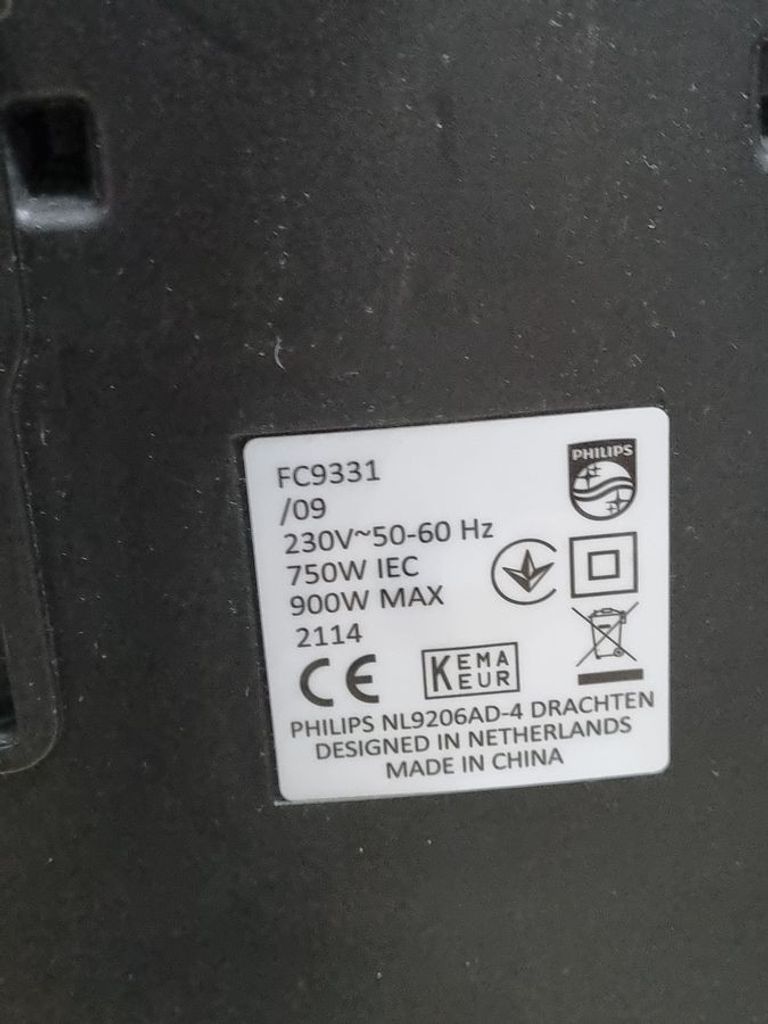 FC9331
/09
230V~50-60 Hz
750W IEC
900W MAX
2114
PHILIPS
CE
KEMA
EUR
PHILIPS NL9206AD-4 DRACHTEN
DESIGNED IN NETHERLANDS
MADE IN CHINA